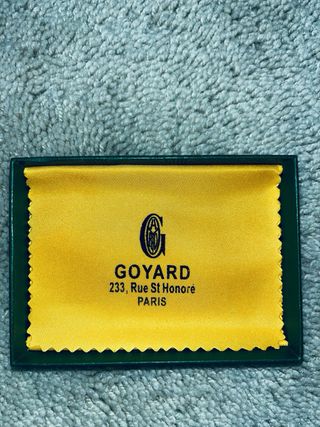 G
GOYARD
233, Rue St Honoré
PARIS